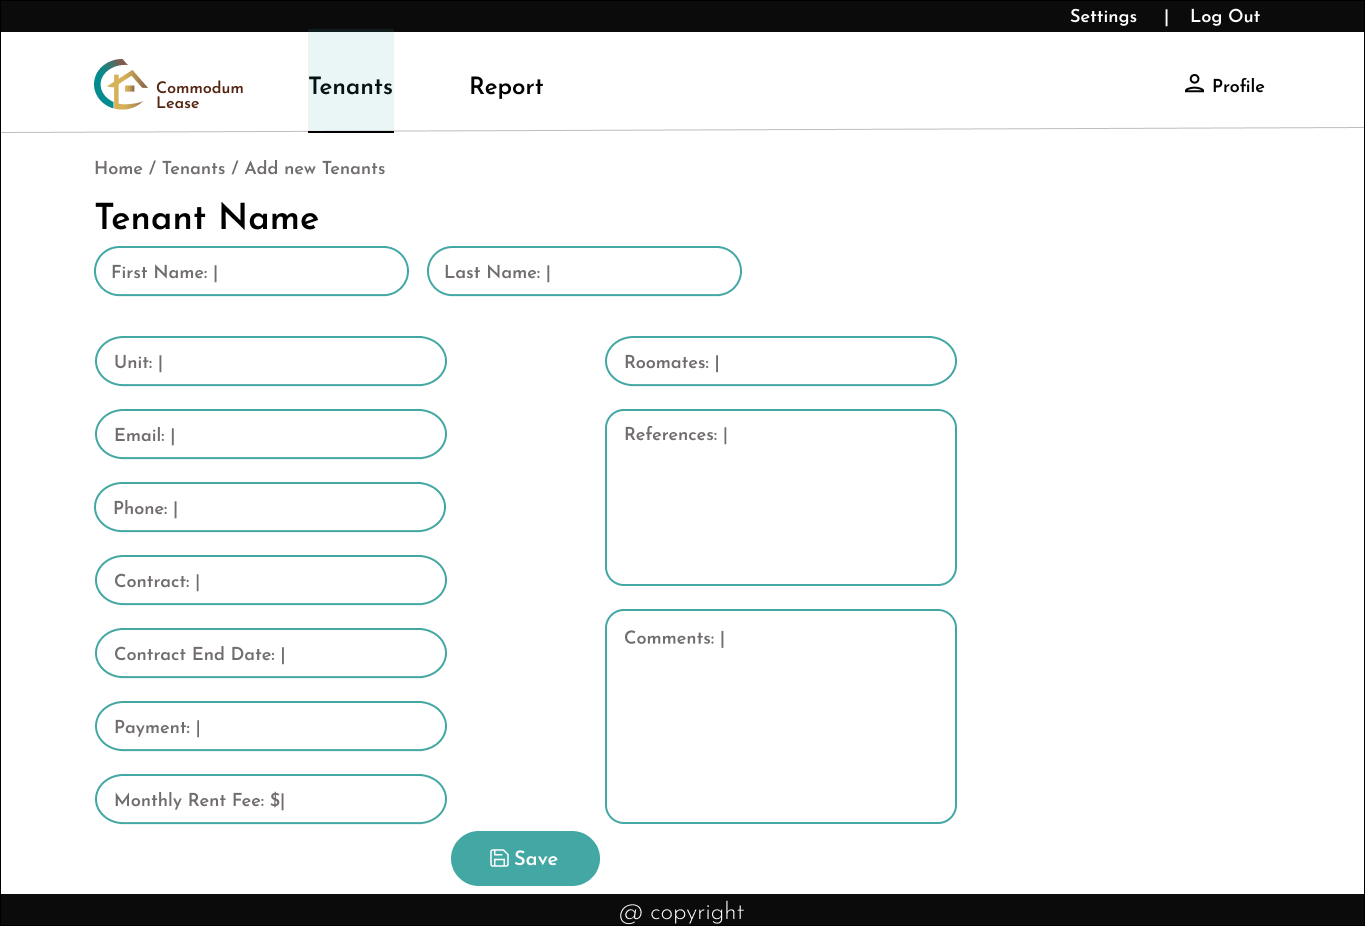 Settings | Log Out
Commodum
Lease
Tenants
Report
Profile
Home / Tenants / Add new Tenants
Tenant Name
First Name: |
Last Name: |
Unit: |
Email: |
Phone: |
Contract: |
Contract End Date: |
Payment: |
Monthly Rent Fee: $|
Roomates: |
References: |
Comments: |
Save
@ copyright